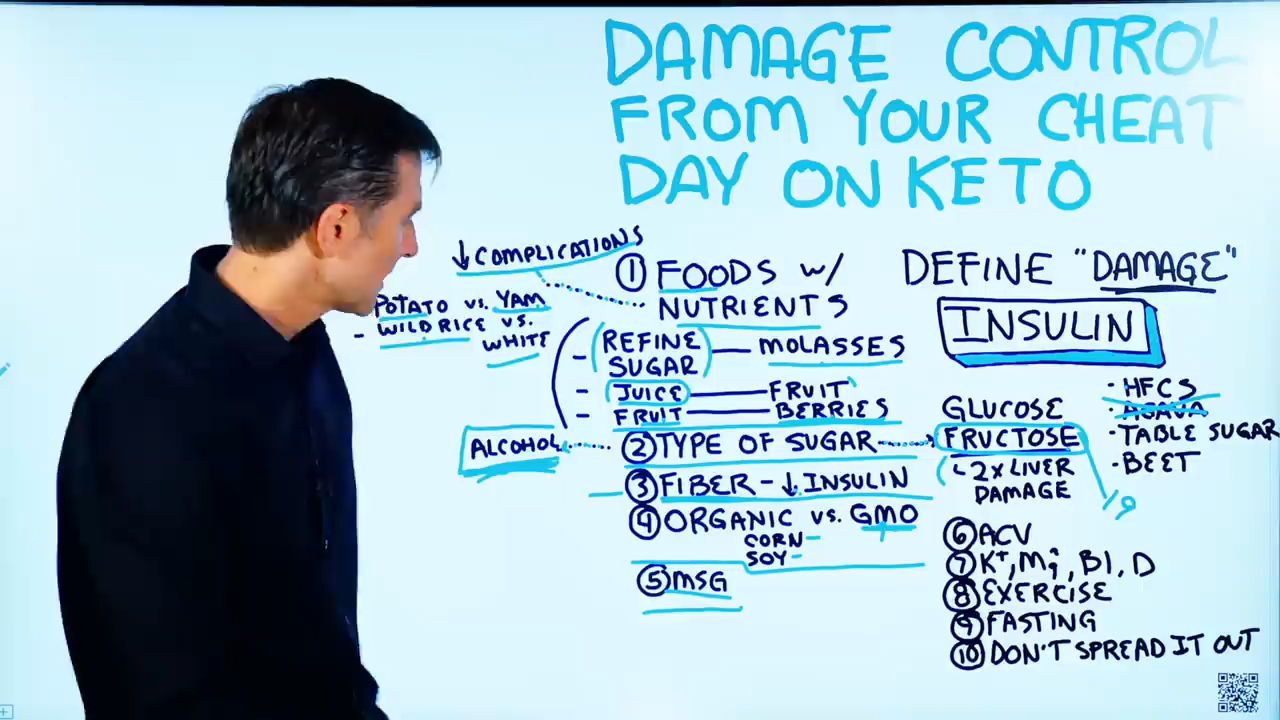 DAMAGE CONTROL
FROM YOUR CHEAT
DAY ON KETO
↓ COMPLICATIONS
POTATO VS. YAM
- WILD RICE VS.
WHITE
① FOODS W/
NUTRIENTS
- (REFINE
SUGAR) — MOLASSES
- JUICE — FRUIT
- FRUIT — BERRIES
ALCOHOL
② TYPE OF SUGAR
③ FIBER - ↓ INSULIN
④ ORGANIC VS. GMO
CORN -
SOY -
⑤ MSG
DEFINE "DAMAGE"
INSULIN
GLUCOSE
FRUCTOSE
2X LIVER
DAMAGE
· HFCS
· AGAVA
· TABLE SUGAR
· BEET
⑥ ACV
⑦ K+, Mi, B1, D
⑧ EXERCISE
⑨ FASTING
⑩ DON'T SPREAD IT OUT